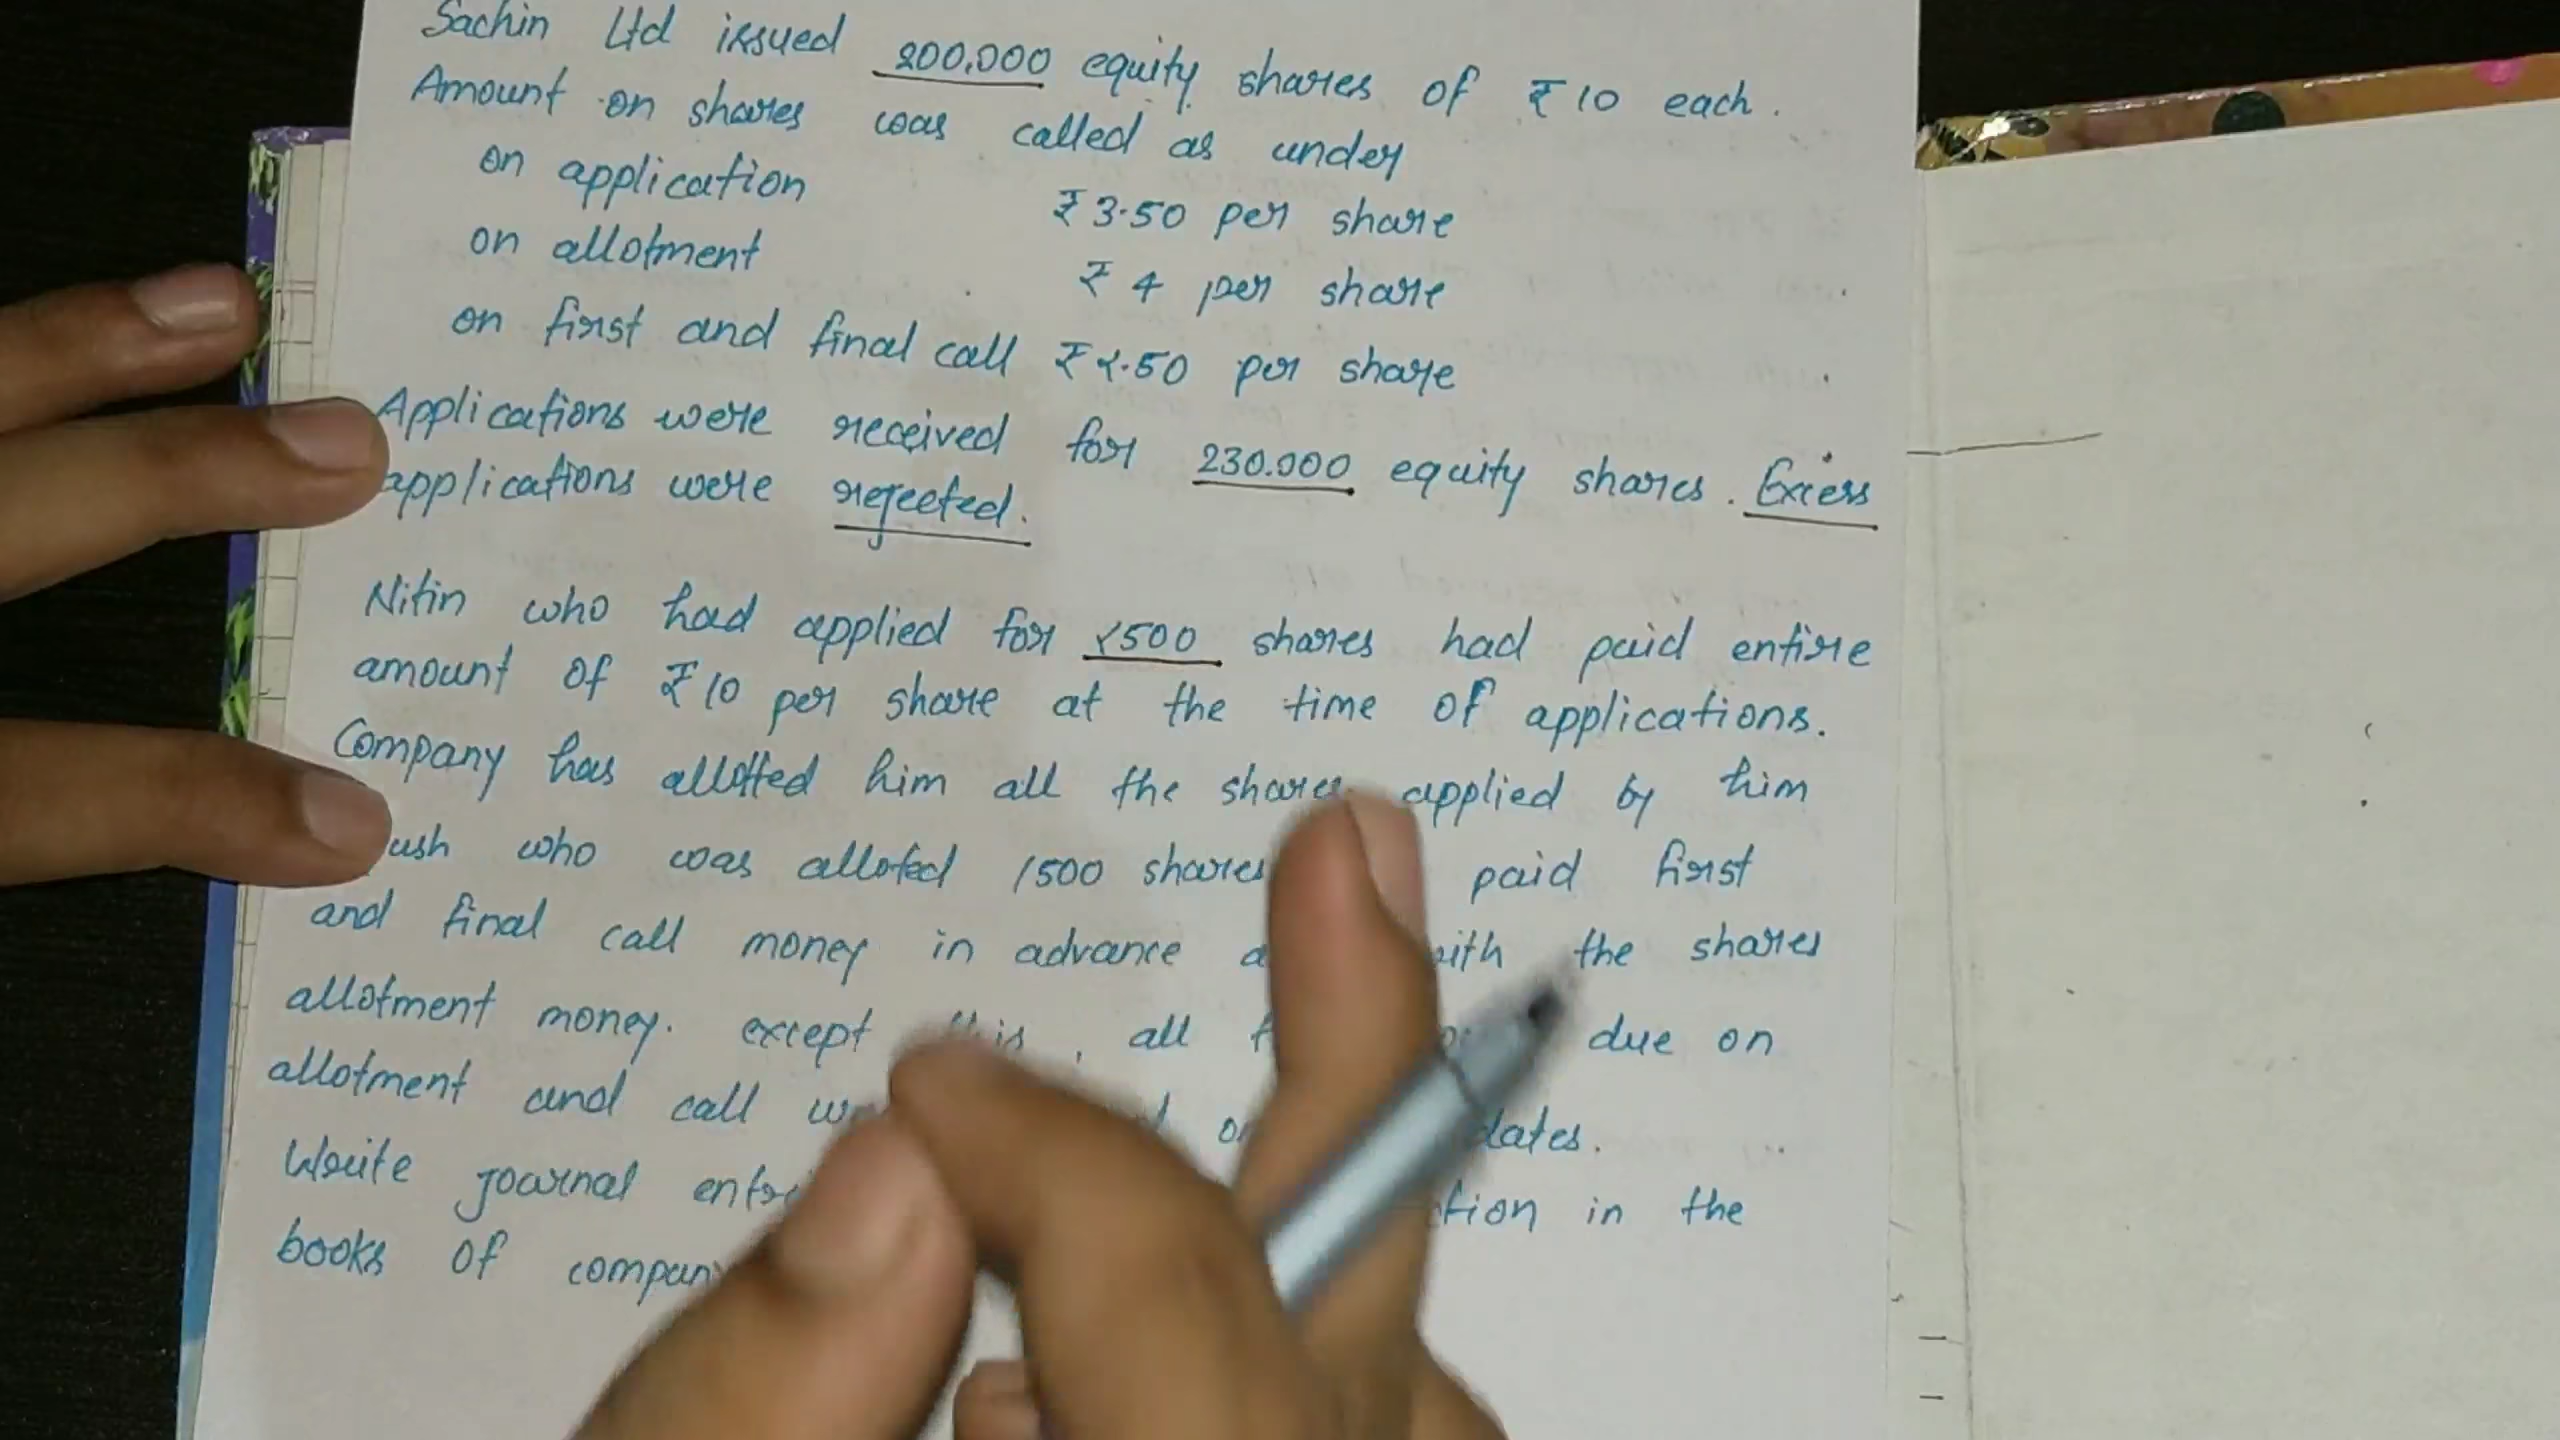 Sachin Ltd issued 200,000 equity shares of ₹10 each.
Amount on shares was called as under
on application ₹3.50 per share
on allotment ₹4 per share
on first and final call ₹2.50 per share
Applications were received for 230.000 equity shares. Excess
applications were rejected.
Nitin who had applied for 2500 shares had paid entire
amount of ₹10 per share at the time of applications.
Company has allotted him all the shares applied by him
who was alloted 1500 shares paid first
and final call money in advance with the shares
allotment money. except this, all due on
allotment and call dates.
Write journal in the
books of company